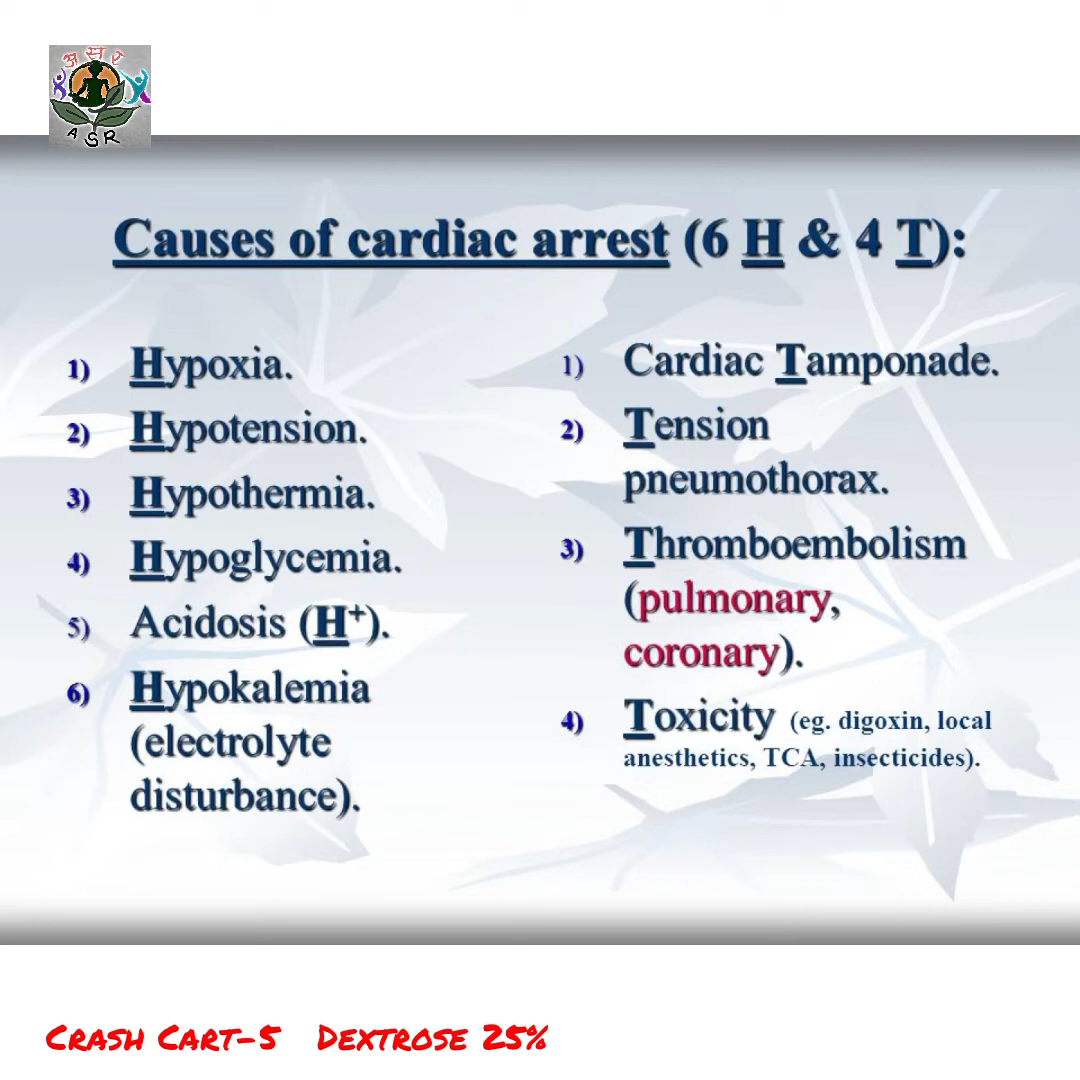 अ स र
A S R
Causes of cardiac arrest (6 H & 4 T):
1) Hypoxia.
2) Hypotension.
3) Hypothermia.
4) Hypoglycemia.
5) Acidosis (H⁺).
6) Hypokalemia
(electrolyte
disturbance).
1) Cardiac Tamponade.
2) Tension
pneumothorax.
3) Thromboembolism
(pulmonary,
coronary).
4) Toxicity (eg. digoxin, local
anesthetics, TCA, insecticides).
Crash Cart-5 Dextrose 25%